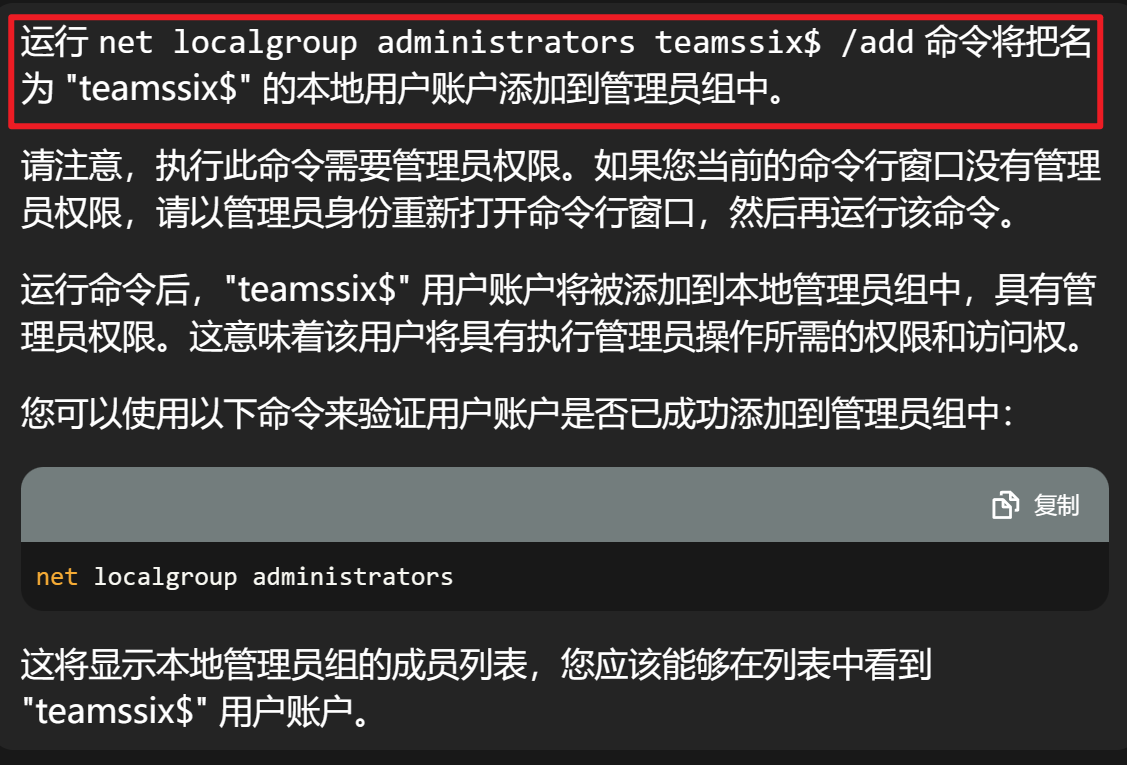 运行 net localgroup administrators teamssix$ /add 命令将把名
为 "teamssix$" 的本地用户账户添加到管理员组中。
请注意，执行此命令需要管理员权限。如果您当前的命令行窗口没有管理
员权限，请以管理员身份重新打开命令行窗口，然后再运行该命令。
运行命令后，"teamssix$" 用户账户将被添加到本地管理员组中，具有管
理员权限。这意味着该用户将具有执行管理员操作所需的权限和访问权。
您可以使用以下命令来验证用户账户是否已成功添加到管理员组中：
复制
net localgroup administrators
这将显示本地管理员组的成员列表，您应该能够在列表中看到
"teamssix$" 用户账户。